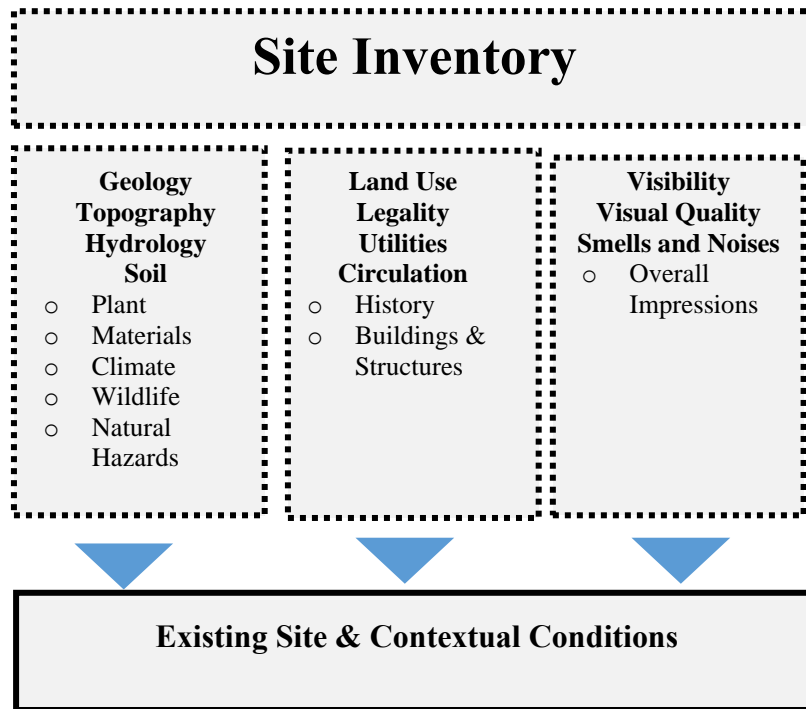 Site Inventory
Geology
Topography
Hydrology
Soil
o Plant
o Materials
o Climate
o Wildlife
o Natural
Hazards
Land Use
Legality
Utilities
Circulation
o History
o Buildings &
Structures
Visibility
Visual Quality
Smells and Noises
o Overall
Impressions
Existing Site & Contextual Conditions